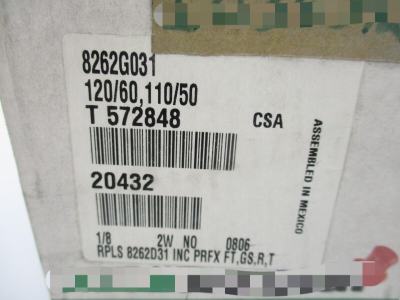 8262G031
120/60,110/50
T 572848
CSA
20432
1/8 2W NO 0806
RPLS 8262D31 INC PRFX FT,GS,R,T
ASSEMBLED IN MEXICO